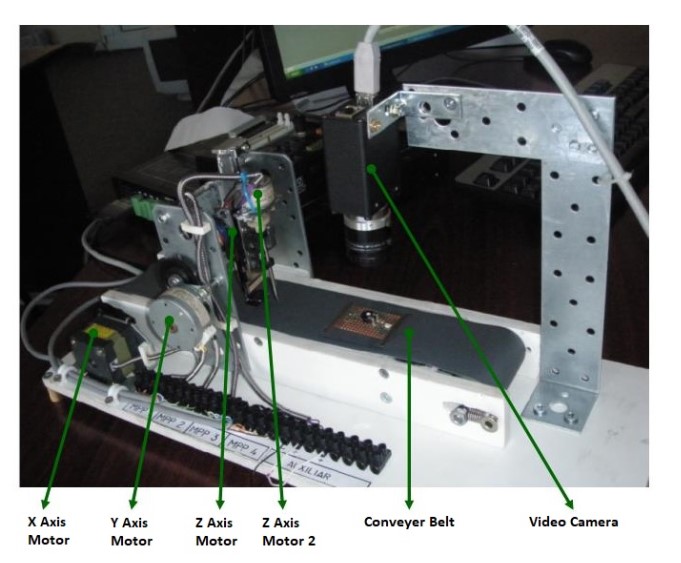 MPP 2
MPP 3
MPP 4
AUXILIAR
X Axis Motor
Y Axis Motor
Z Axis Motor
Z Axis Motor 2
Conveyer Belt
Video Camera